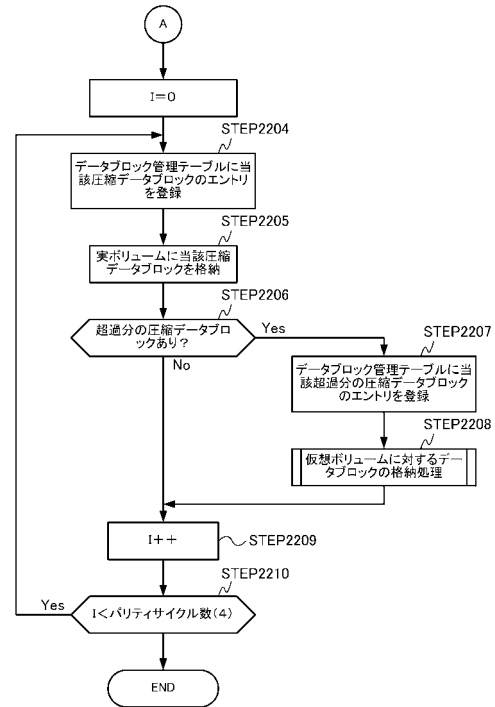 A
I=0
STEP2204
データブロック管理テーブルに当
該圧縮データブロックのエントリ
を登録
STEP2205
実ボリュームに当該圧縮
データブロックを格納
STEP2206
超過分の圧縮データブロ
ックあり?
Yes
No
STEP2207
データブロック管理テーブルに当
該超過分の圧縮データブロック
のエントリを登録
STEP2208
仮想ボリュームに対するデー
タブロックの格納処理
I++
STEP2209
STEP2210
I<パリティサイクル数(4)
Yes
END